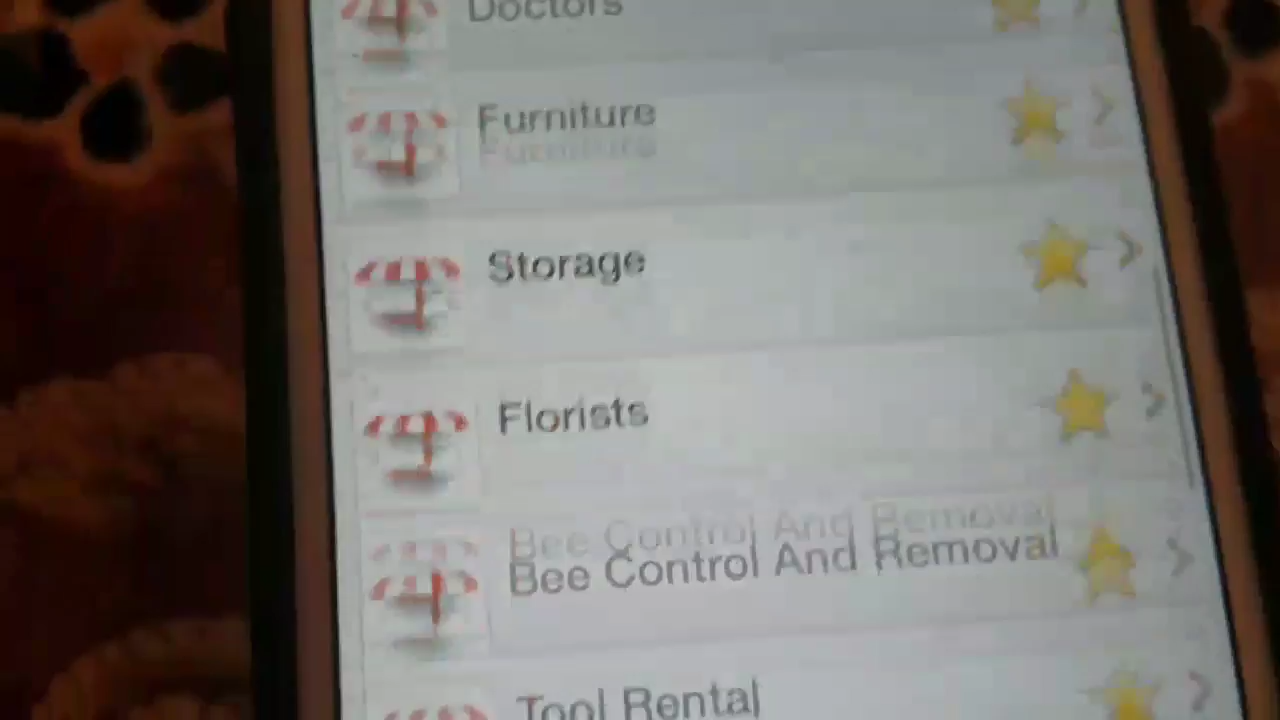 Doctors
Furniture
Storage
Florists
Bee Control And Removal
Tool Rental